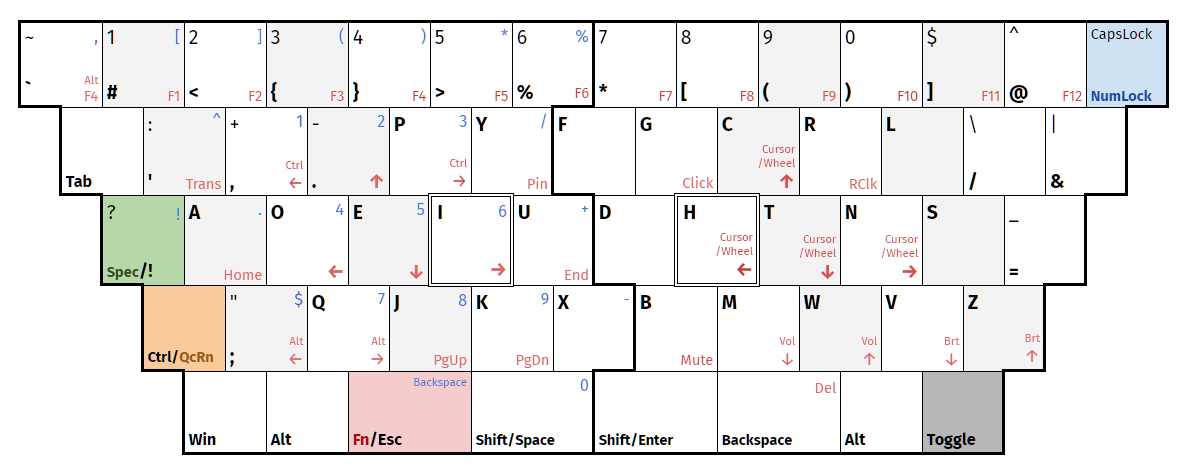 ~ , 1 [ 2 ] 3 ( 4 ) 5 * 6 % 7 8 9 0 $ ^ CapsLock
Alt
` F4 # F1 < F2 { F3 } F4 > F5 % F6 * F7 [ F8 ( F9 ) F10 ] F11 @ F12 NumLock
: ^ + 1 - 2 P 3 Y / F G C R L \ |
Ctrl ↑ Ctrl → Cursor
/Wheel
Tab ' Trans , ← . Pin Click ↑ RClk / &
? ! A . O 4 E 5 I 6 U + D H T N S _
Cursor Cursor Cursor
/Wheel /Wheel /Wheel
Spec/! Home ← ↓ → End ← ↓ → =
" $ Q 7 J 8 K 9 X - B M W V Z
Alt Alt Vol Vol Brt Brt
Ctrl/QcRn ; ← → PgUp PgDn Mute ↓ ↑ ↓ ↑
Backspace 0 Del
Win Alt Fn/Esc Shift/Space Shift/Enter Backspace Alt Toggle